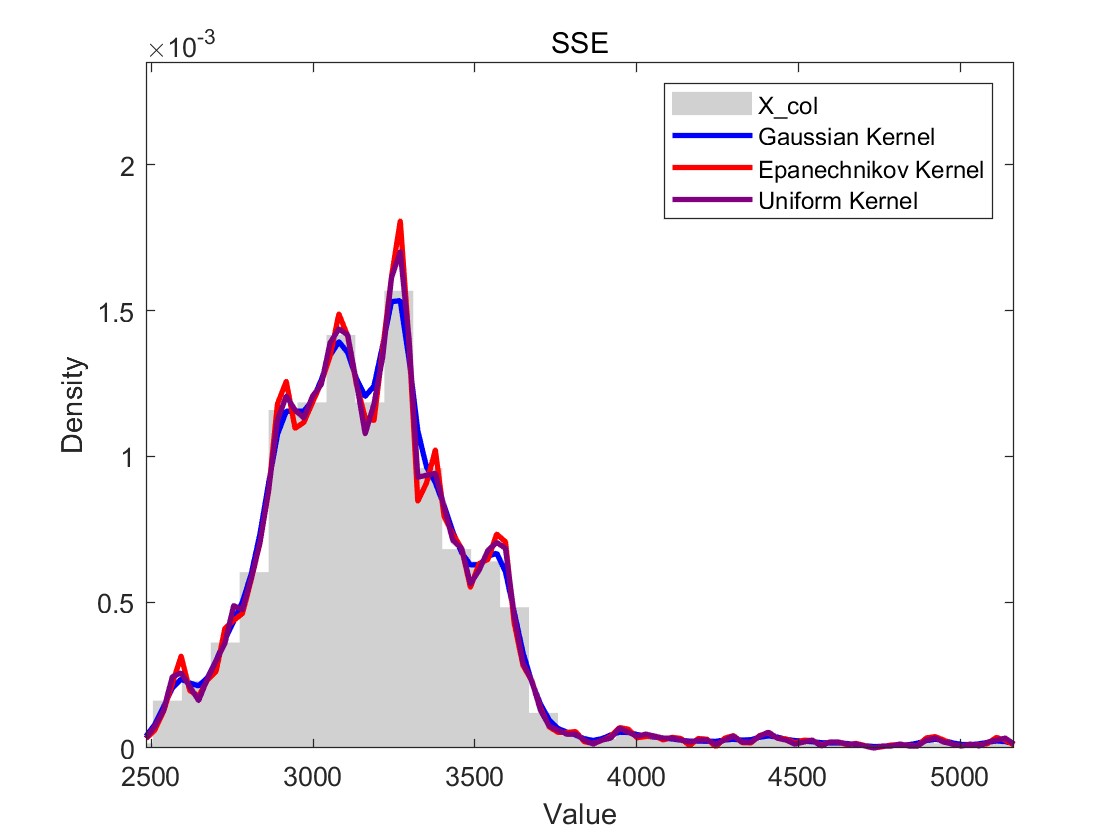 SSE
×10-3
X_col
Gaussian Kernel
Epanechnikov Kernel
Uniform Kernel
2
1.5
1
0.5
0
Density
2500 3000 3500 4000 4500 5000
Value